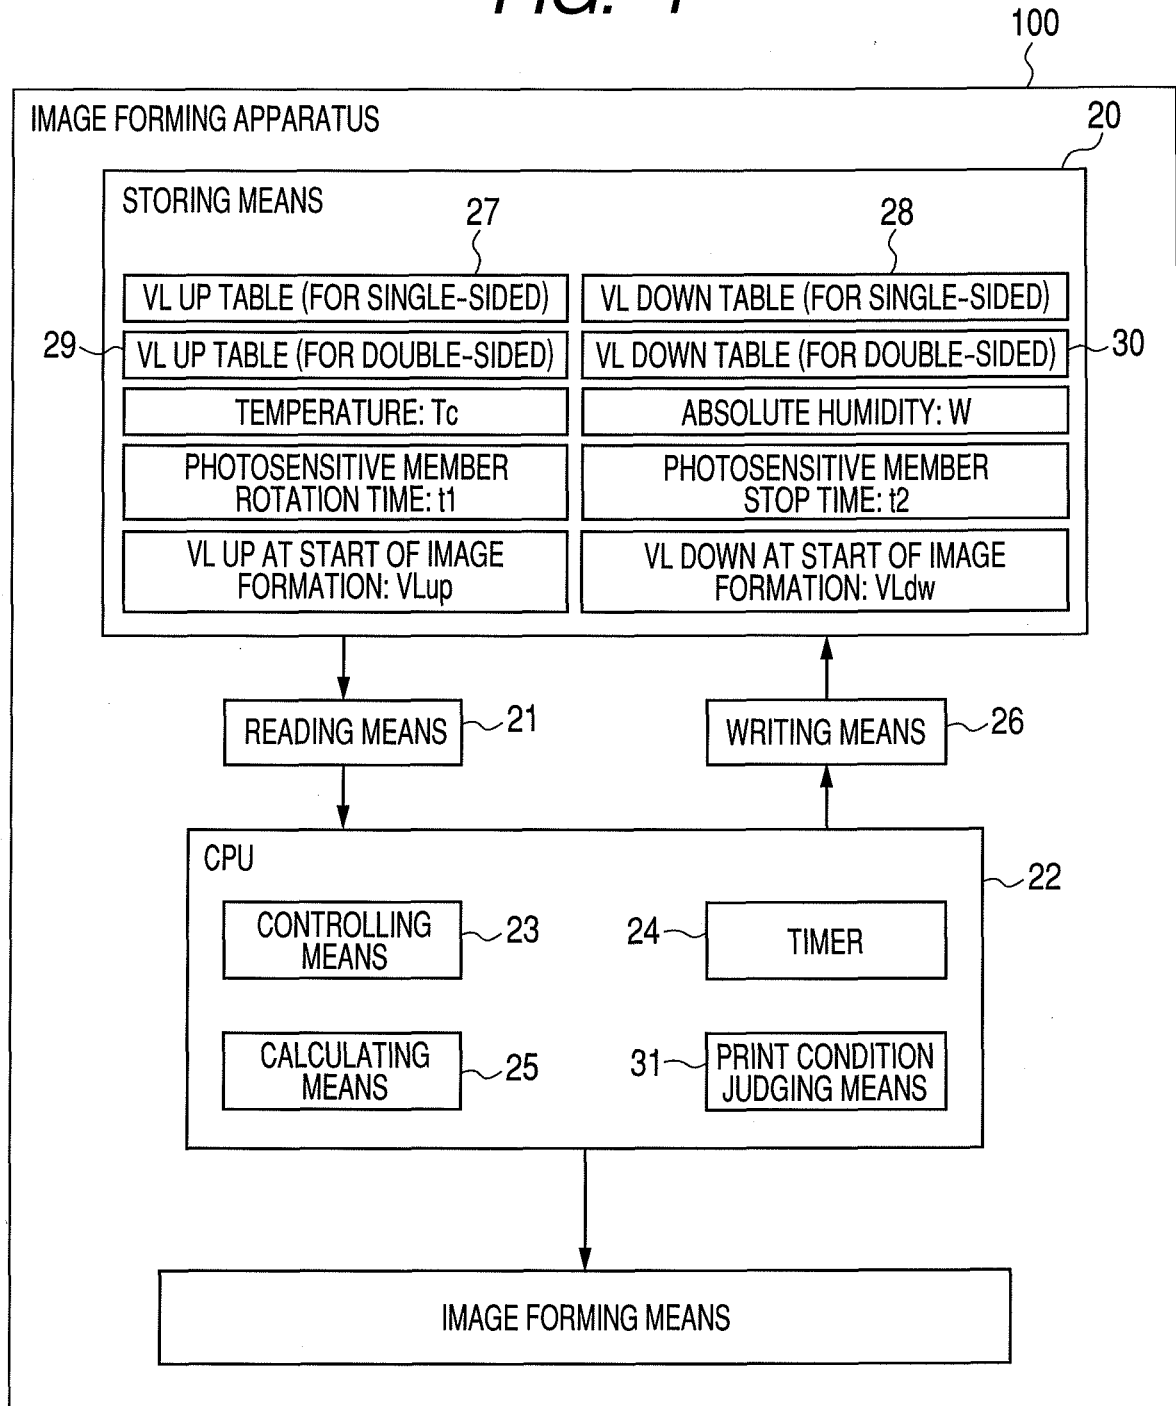 FIG.
100
IMAGE FORMING APPARATUS
20
STORING MEANS
27
28
VL UP TABLE (FOR SINGLE-SIDED)
VL DOWN TABLE (FOR SINGLE-SIDED)
29
VL UP TABLE (FOR DOUBLE-SIDED)
VL DOWN TABLE (FOR DOUBLE-SIDED)
30
TEMPERATURE: Tc
ABSOLUTE HUMIDITY: W
PHOTOSENSITIVE MEMBER
ROTATION TIME: t1
PHOTOSENSITIVE MEMBER
STOP TIME: t2
VL UP AT START OF IMAGE
FORMATION: VLup
VL DOWN AT START OF IMAGE
FORMATION: VLdw
READING MEANS
21
WRITING MEANS
26
CPU
22
CONTROLLING
MEANS
23
24
TIMER
CALCULATING
MEANS
25
31
PRINT CONDITION
JUDGING MEANS
IMAGE FORMING MEANS